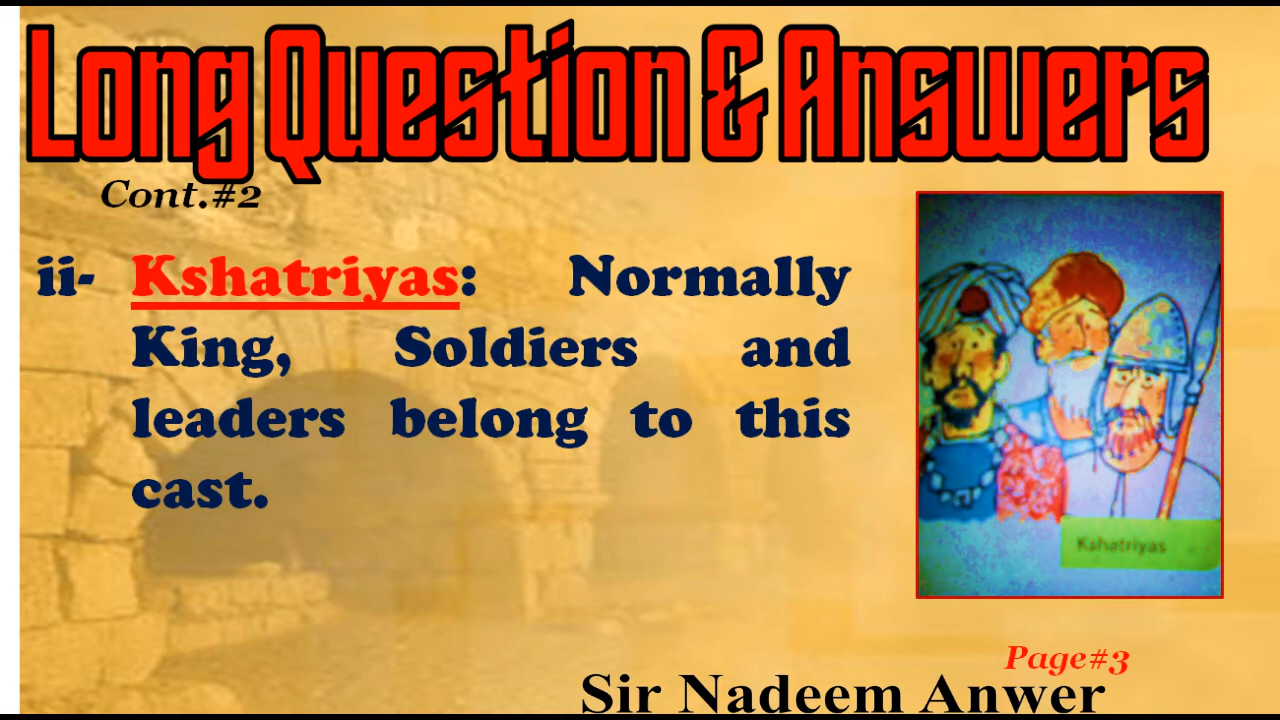 Long Question & Answers
Cont.#2
ii- Kshatriyas: Normally
King, Soldiers and
leaders belong to this
cast.
Kshatriyas
Page#3
Sir Nadeem Anwer